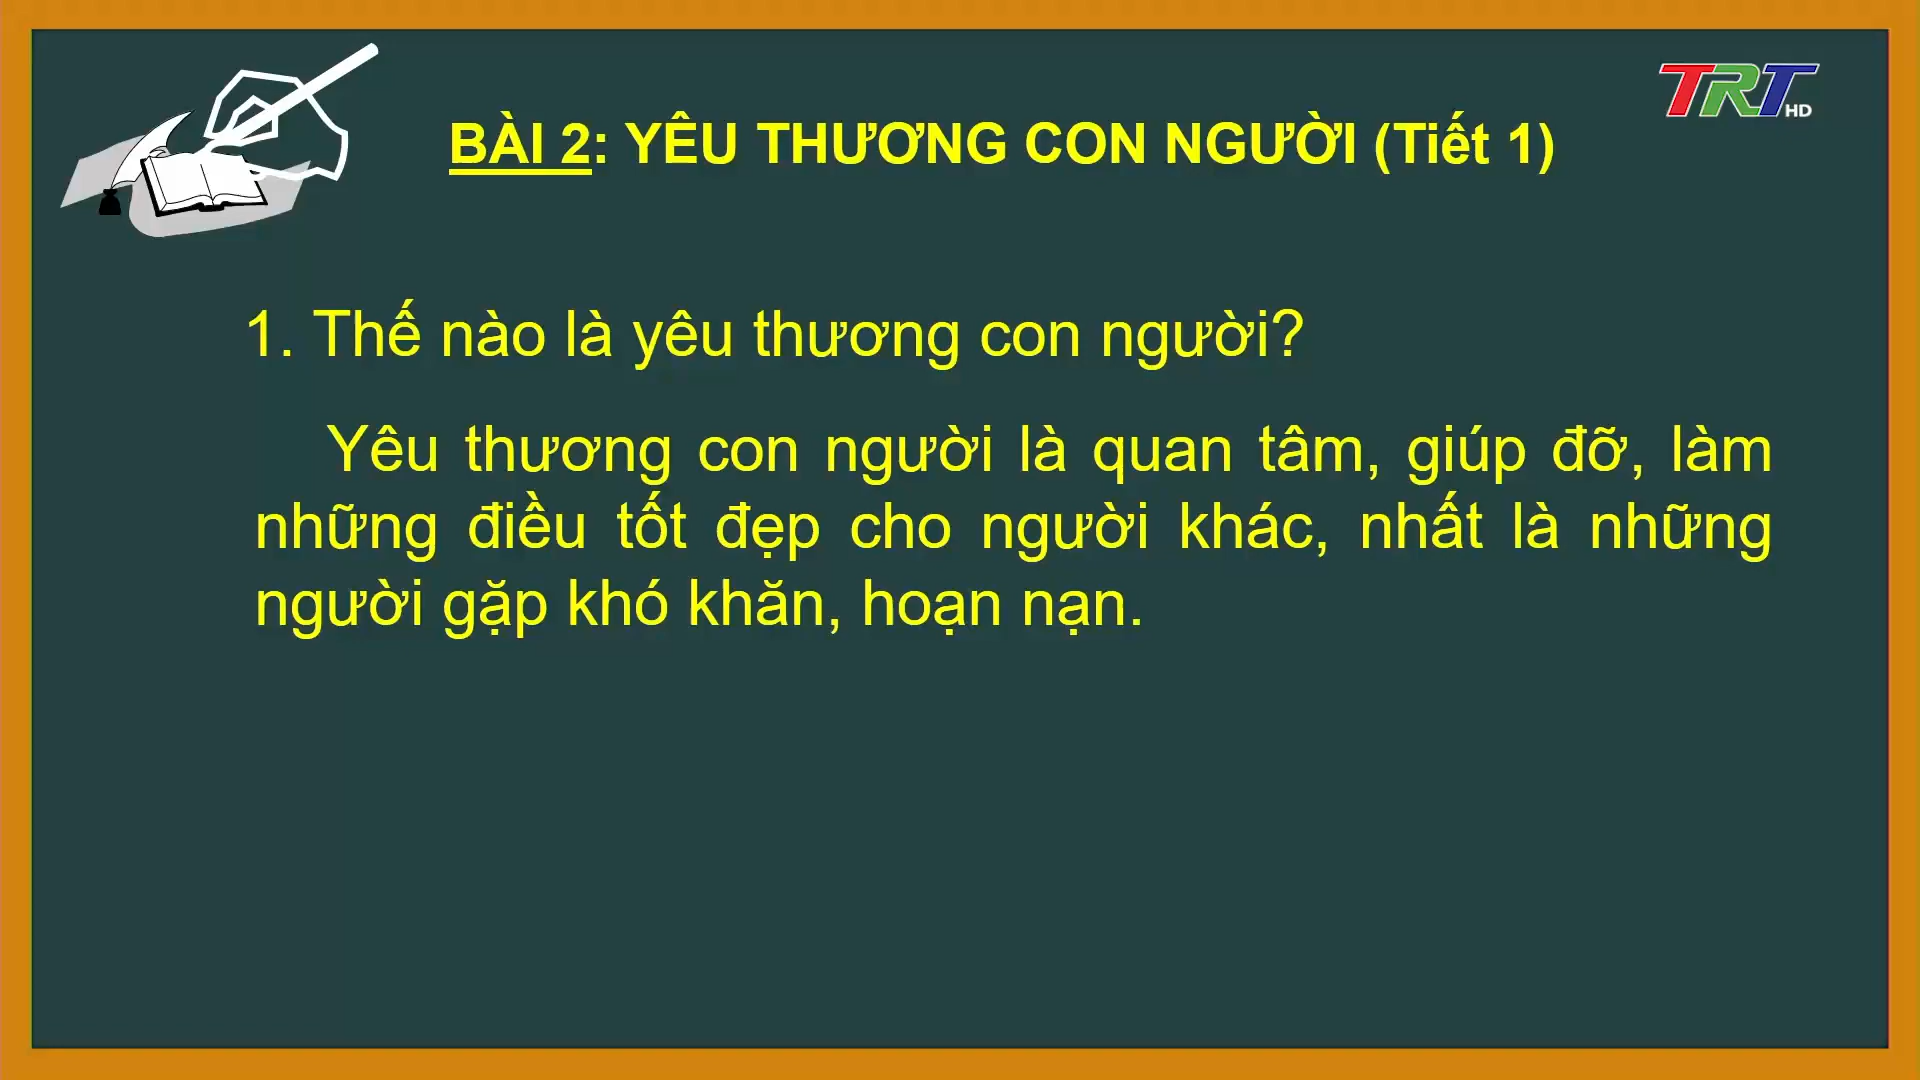 TRT HD
BÀI 2: YÊU THƯƠNG CON NGƯỜI (Tiết 1)
1. Thế nào là yêu thương con người?
Yêu thương con người là quan tâm, giúp đỡ, làm
những điều tốt đẹp cho người khác, nhất là những
người gặp khó khăn, hoạn nạn.